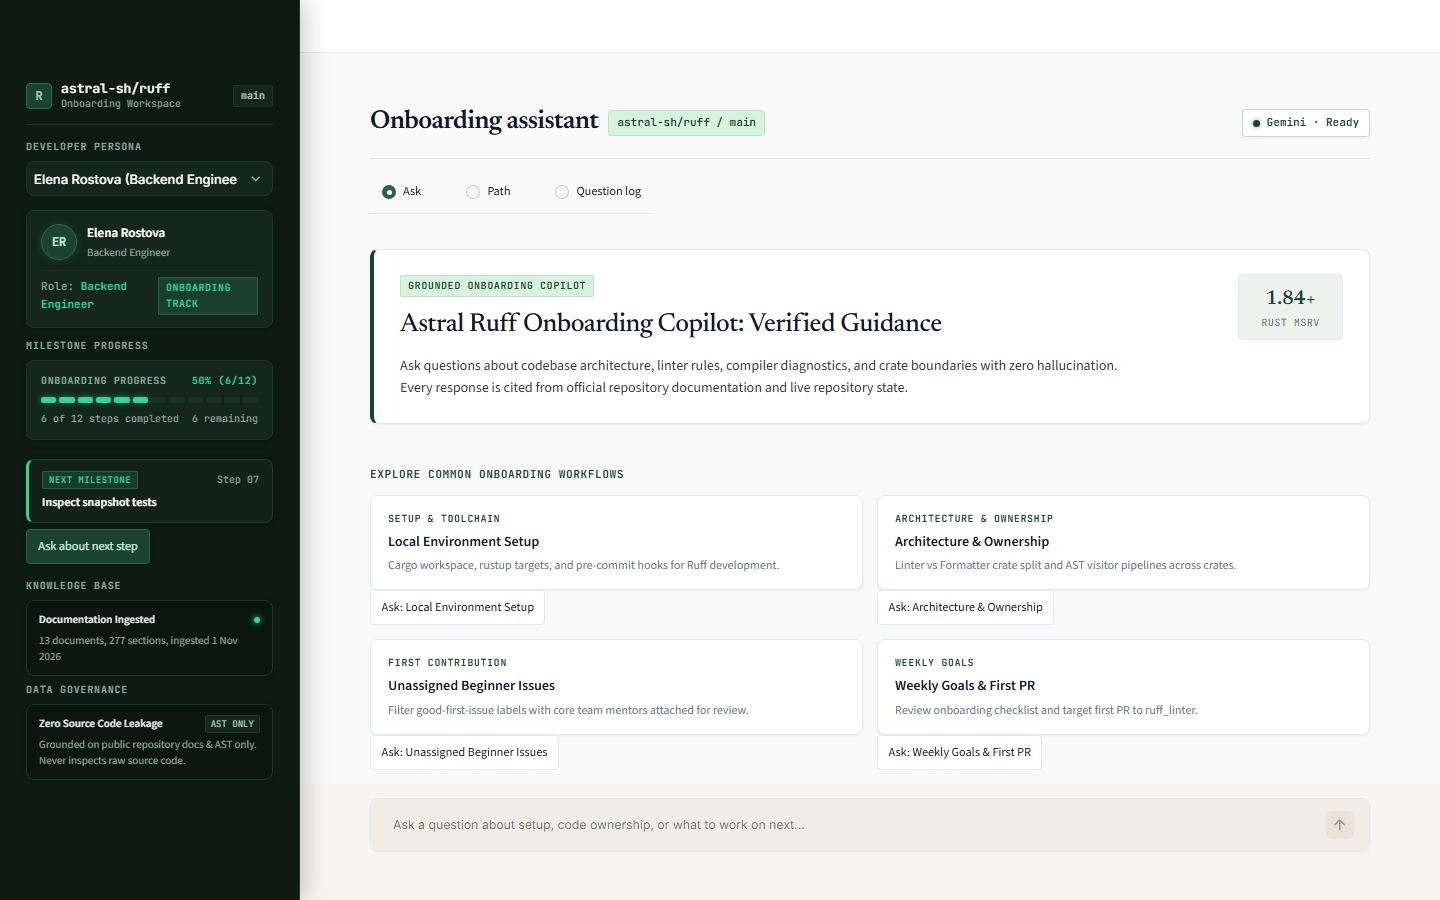 R
astral-sh/ruff
Onboarding Workspace
main
DEVELOPER PERSONA
Elena Rostova (Backend Enginee
ER
Elena Rostova
Backend Engineer
Role: Backend
Engineer
ONBOARDING
TRACK
MILESTONE PROGRESS
ONBOARDING PROGRESS
50% (6/12)
6 of 12 steps completed
6 remaining
NEXT MILESTONE
Step 07
Inspect snapshot tests
Ask about next step
KNOWLEDGE BASE
Documentation Ingested
13 documents, 277 sections, ingested 1 Nov
2026
DATA GOVERNANCE
Zero Source Code Leakage
AST ONLY
Grounded on public repository docs & AST only.
Never inspects raw source code.
Onboarding assistant
astral-sh/ruff / main
Gemini · Ready
Ask
Path
Question log
GROUNDED ONBOARDING COPILOT
Astral Ruff Onboarding Copilot: Verified Guidance
Ask questions about codebase architecture, linter rules, compiler diagnostics, and crate boundaries with zero hallucination.
Every response is cited from official repository documentation and live repository state.
1.84+
RUST MSRV
EXPLORE COMMON ONBOARDING WORKFLOWS
SETUP & TOOLCHAIN
Local Environment Setup
Cargo workspace, rustup targets, and pre-commit hooks for Ruff development.
Ask: Local Environment Setup
ARCHITECTURE & OWNERSHIP
Architecture & Ownership
Linter vs Formatter crate split and AST visitor pipelines across crates.
Ask: Architecture & Ownership
FIRST CONTRIBUTION
Unassigned Beginner Issues
Filter good-first-issue labels with core team mentors attached for review.
Ask: Unassigned Beginner Issues
WEEKLY GOALS
Weekly Goals & First PR
Review onboarding checklist and target first PR to ruff_linter.
Ask: Weekly Goals & First PR
Ask a question about setup, code ownership, or what to work on next...